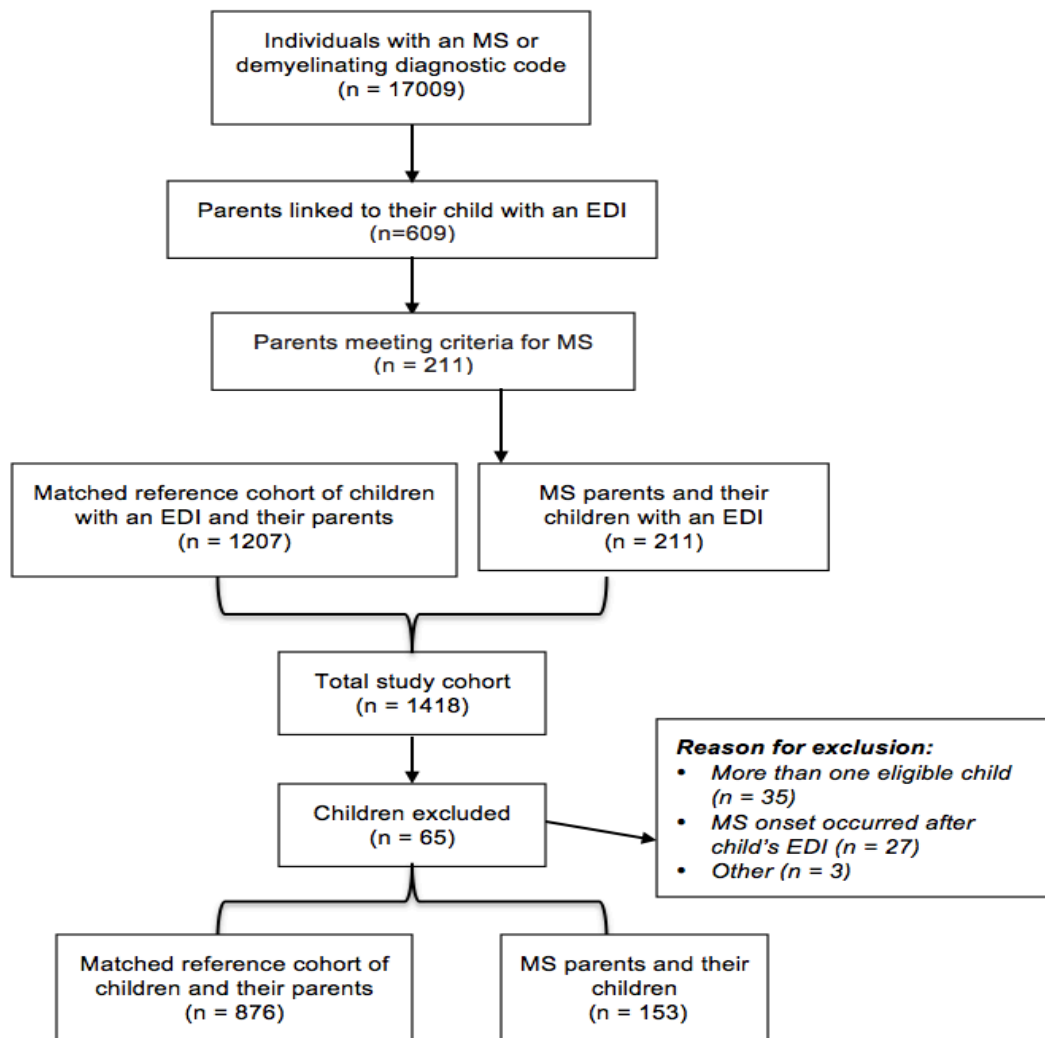 Individuals with an MS or
demyelinating diagnostic code
(n = 17009)
Parents linked to their child with an EDI
(n=609)
Parents meeting criteria for MS
(n = 211)
Matched reference cohort of children
with an EDI and their parents
(n = 1207)
MS parents and their
children with an EDI
(n = 211)
Total study cohort
(n = 1418)
Children excluded
(n = 65)
Reason for exclusion:
• More than one eligible child
(n = 35)
• MS onset occurred after
child's EDI (n = 27)
• Other (n = 3)
Matched reference cohort of
children and their parents
(n = 876)
MS parents and their
children
(n = 153)